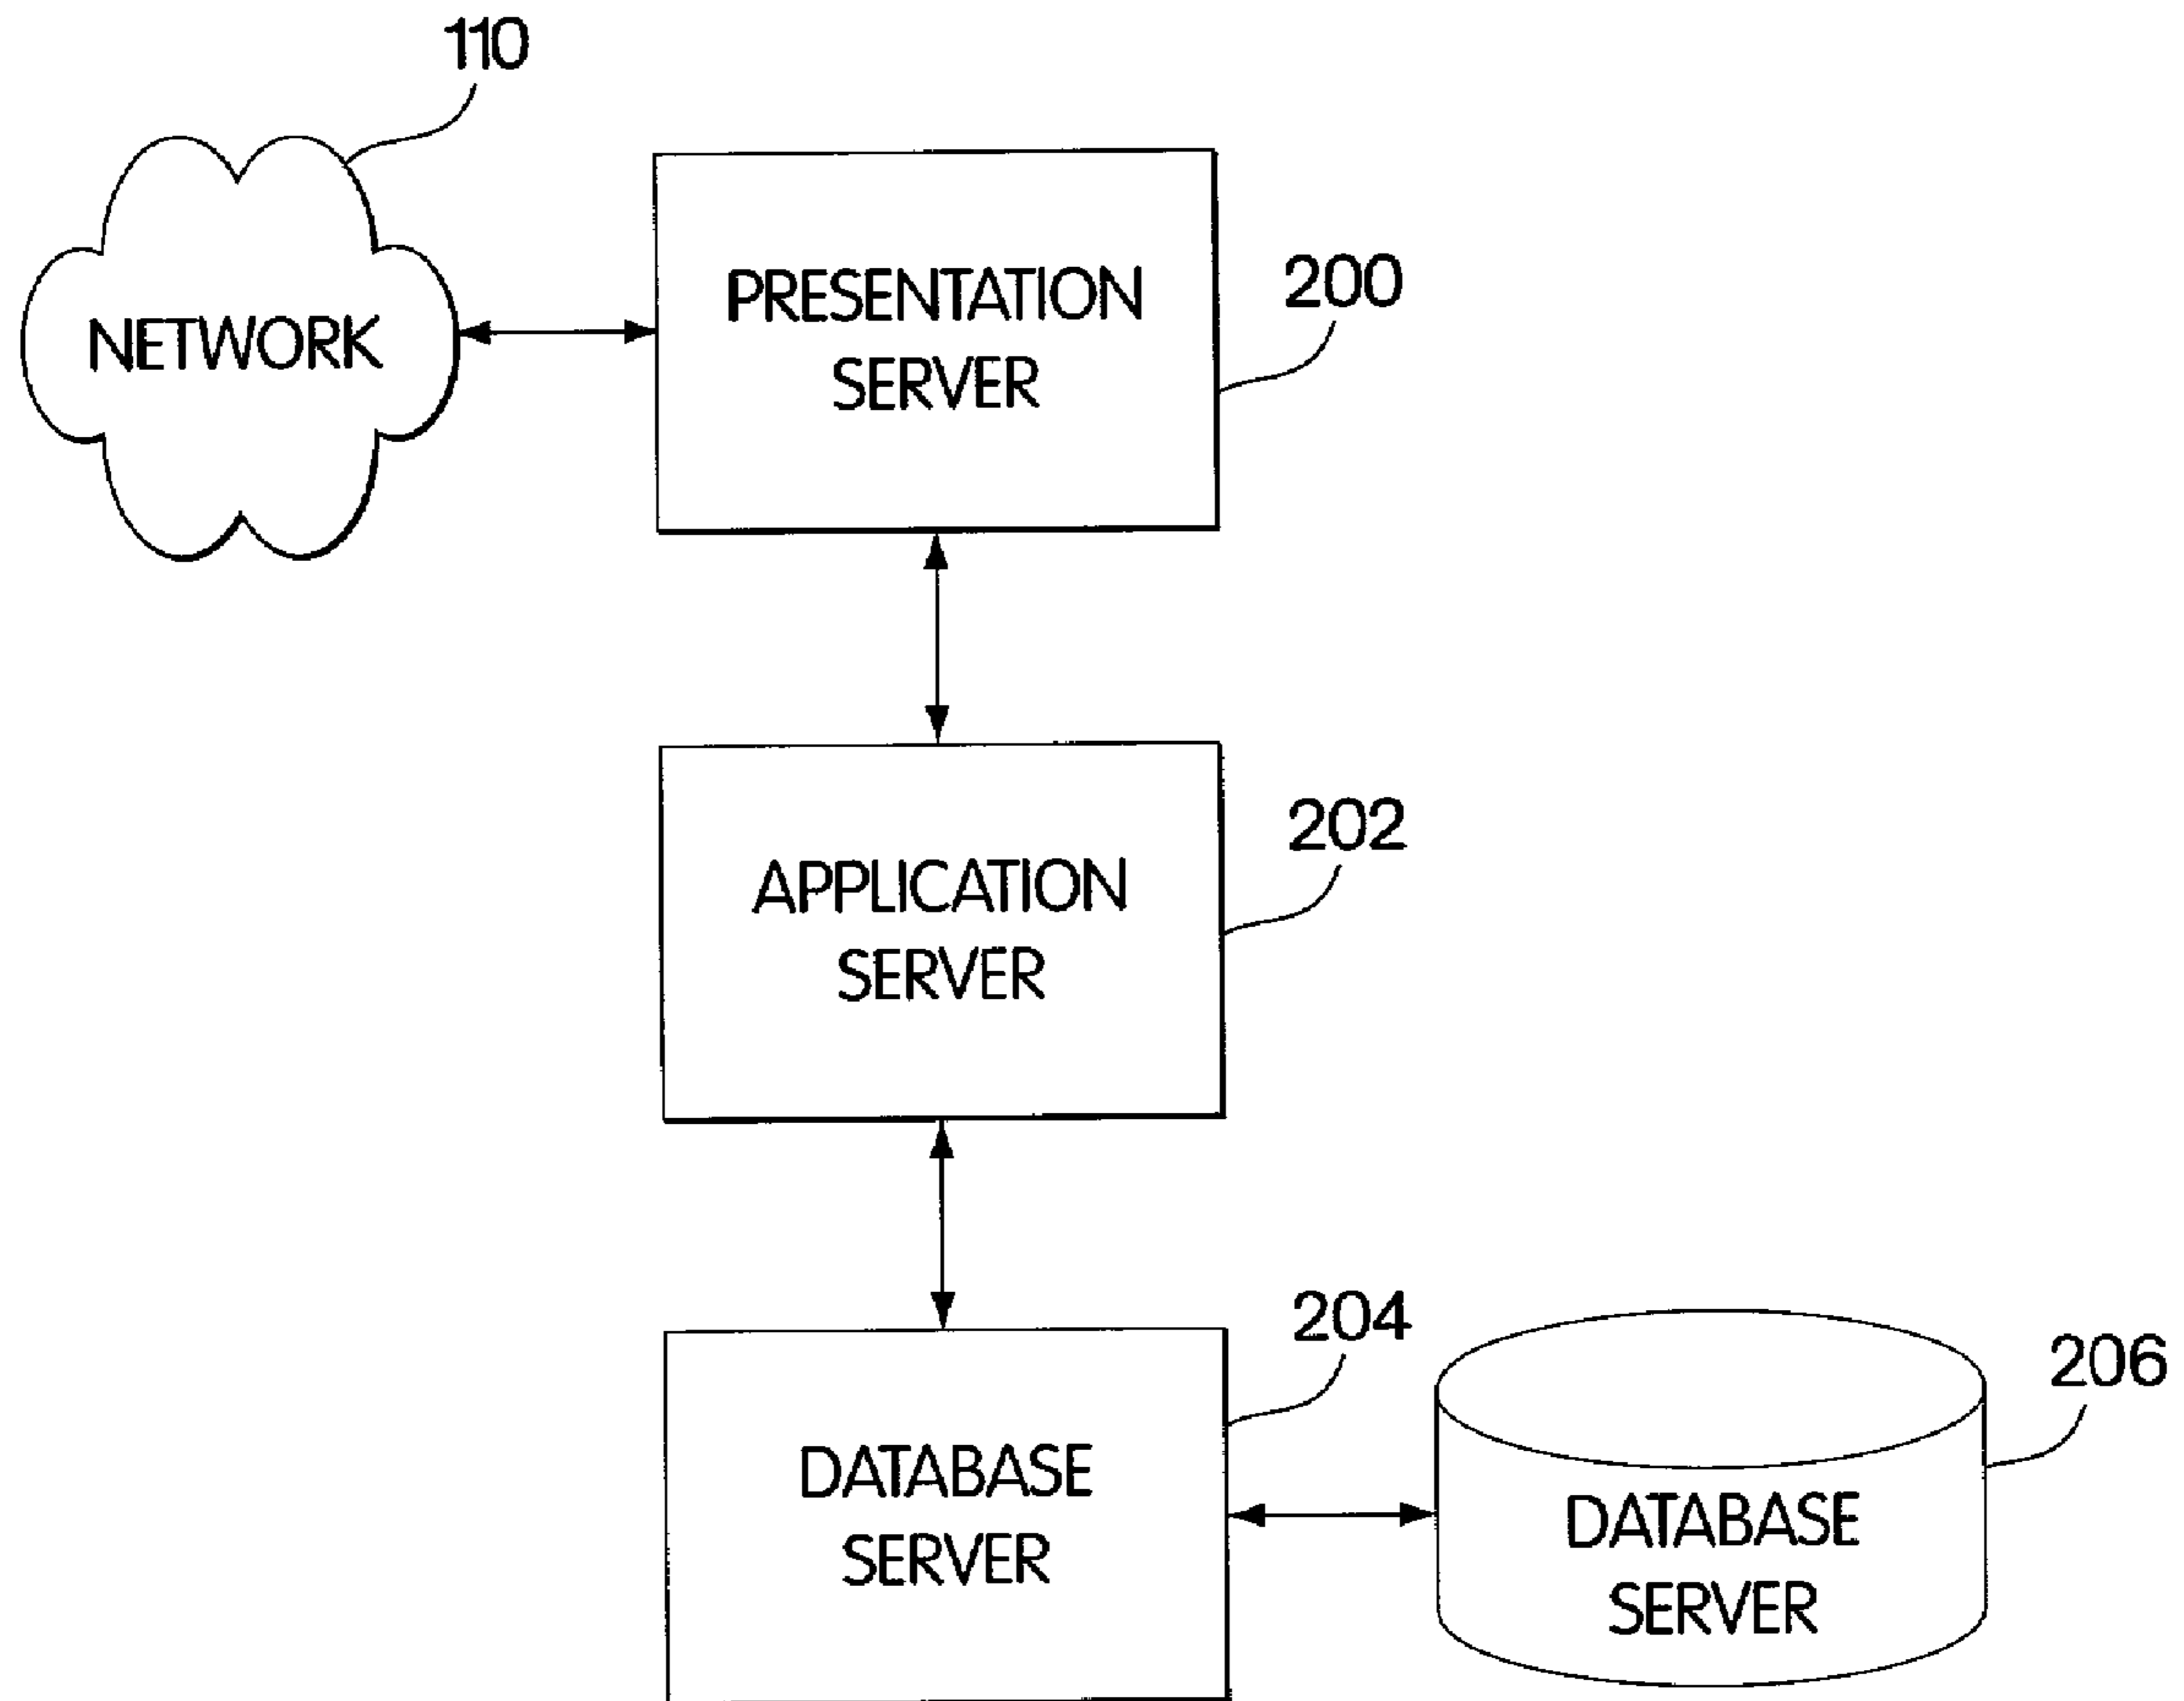 110
NETWORK
PRESENTATION
SERVER
200
APPLICATION
SERVER
202
DATABASE
SERVER
204
DATABASE
SERVER
206